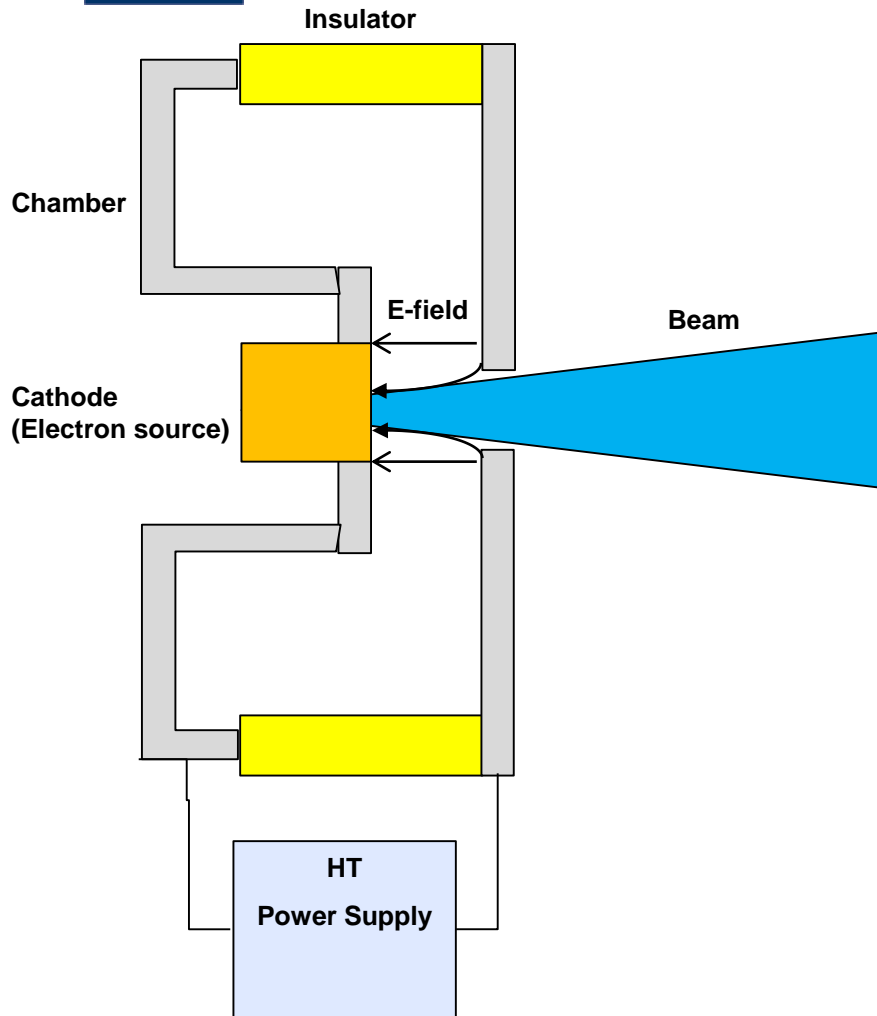 Insulator
Chamber
E-field
Beam
Cathode
(Electron source)
HT
Power Supply